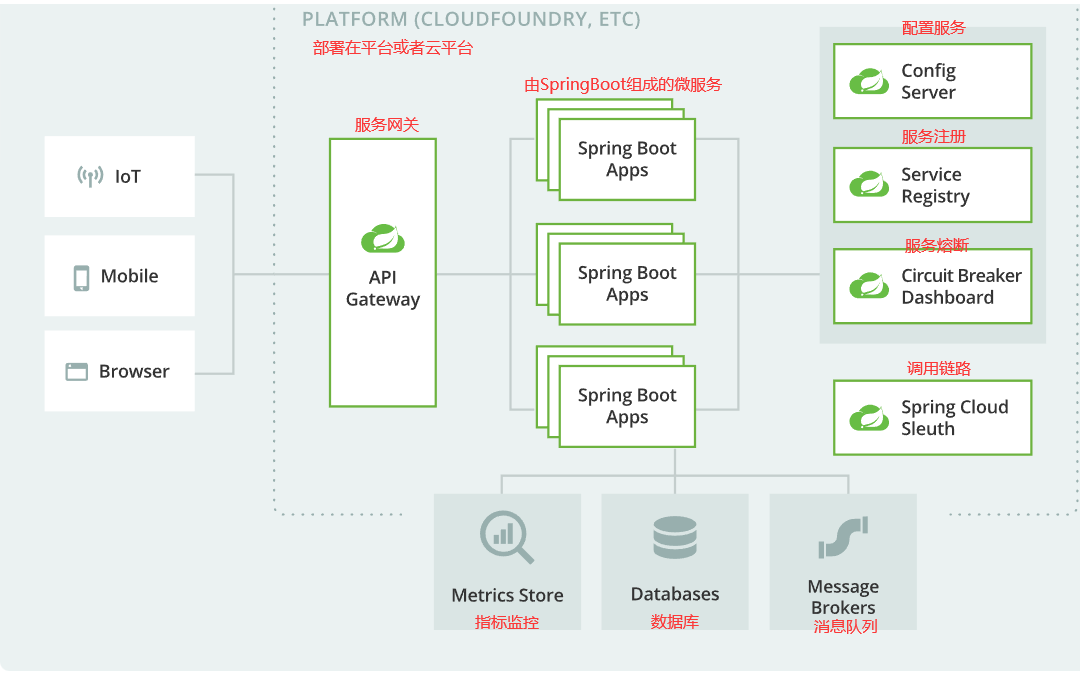 PLATFORM (CLOUDFOUNDRY, ETC)
部署在平台或者云平台
IoT
Mobile
Browser
服务网关
API
Gateway
由SpringBoot组成的微服务
Spring Boot
Apps
Spring Boot
Apps
Spring Boot
Apps
配置服务
Config
Server
服务注册
Service
Registry
服务熔断
Circuit Breaker
Dashboard
调用链路
Spring Cloud
Sleuth
Metrics Store
指标监控
Databases
数据库
Message
Brokers
消息队列